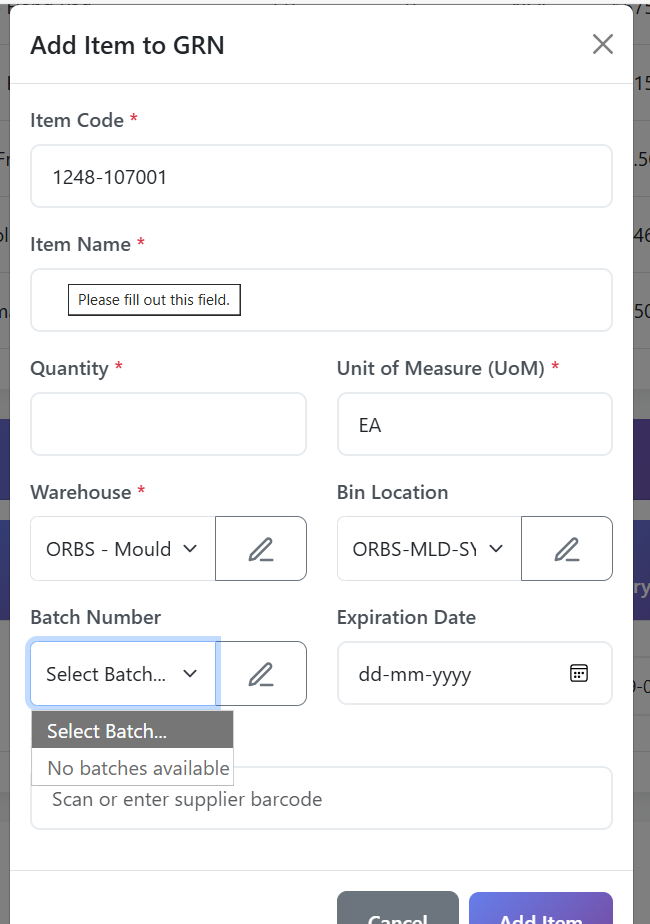 Add Item to GRN
Item Code *
1248-107001
Item Name *
Please fill out this field.
Quantity *
Unit of Measure (UoM) *
EA
Warehouse *
Bin Location
ORBS - Mould
ORBS-MLD-SY
Batch Number
Expiration Date
Select Batch...
dd-mm-yyyy
Select Batch...
No batches available
Scan or enter supplier barcode
Cancel
Add Item